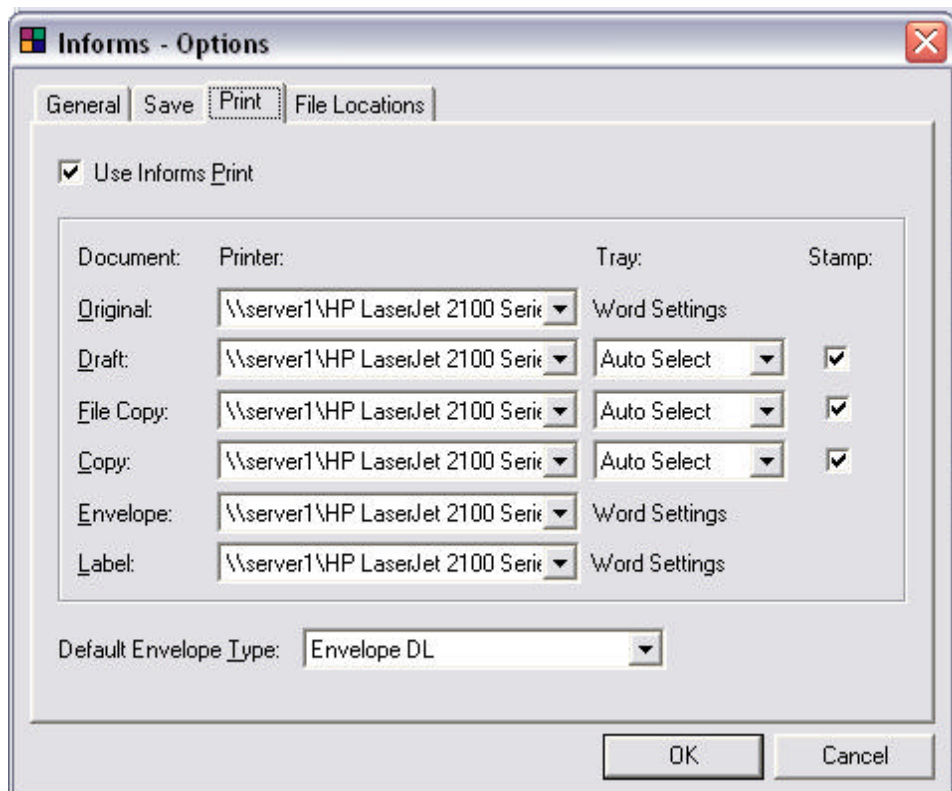 Informs - Options
General Save Print File Locations
Use Informs Print
Document: Printer: Tray: Stamp:
Original: \\server1\HP LaserJet 2100 Serie Word Settings
Draft: \\server1\HP LaserJet 2100 Serie Auto Select
File Copy: \\server1\HP LaserJet 2100 Serie Auto Select
Copy: \\server1\HP LaserJet 2100 Serie Auto Select
Envelope: \\server1\HP LaserJet 2100 Serie Word Settings
Label: \\server1\HP LaserJet 2100 Serie Word Settings
Default Envelope Type: Envelope DL
OK Cancel